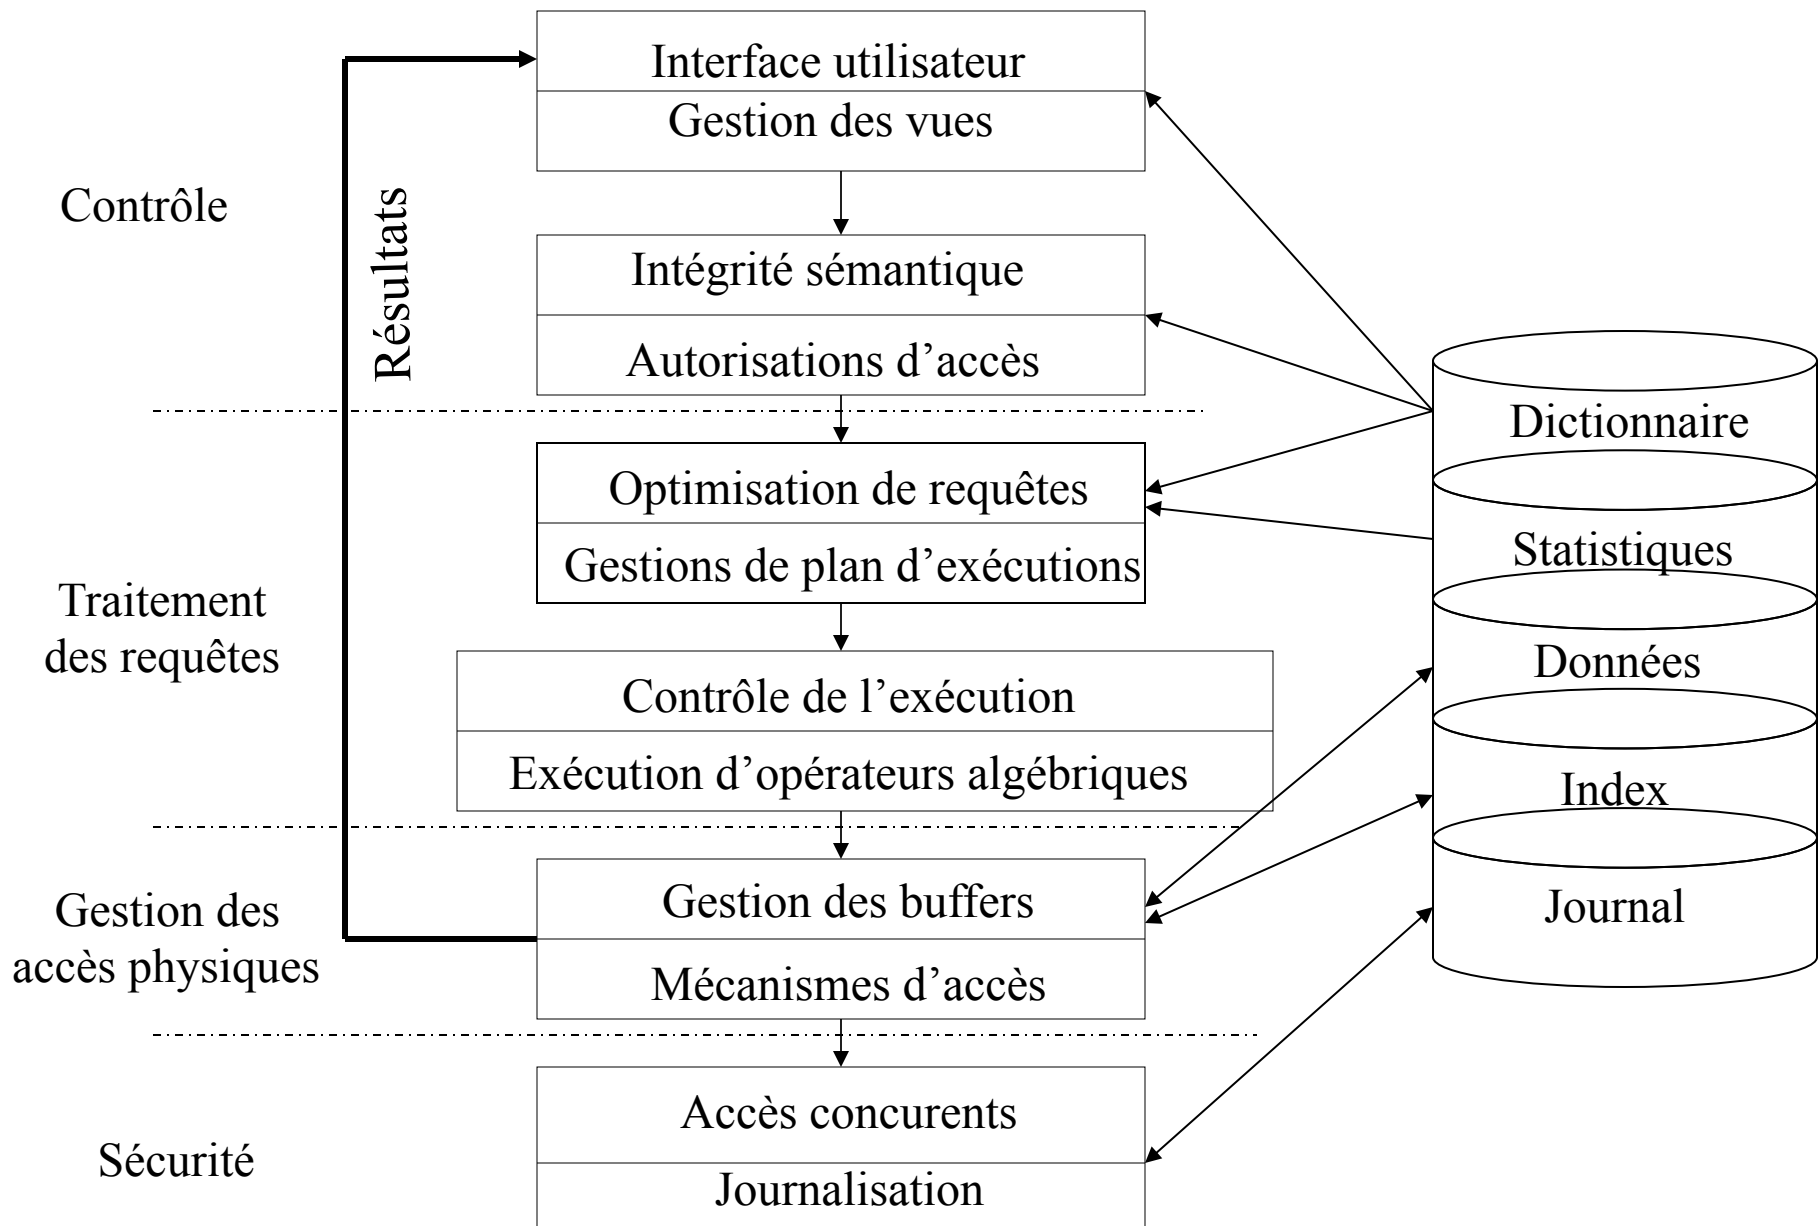 Interface utilisateur
Gestion des vues
Contrôle
Résultats
Intégrité sémantique
Autorisations d’accès
Dictionnaire
Optimisation de requêtes
Statistiques
Gestions de plan d’exécutions
Traitement
des requêtes
Données
Contrôle de l’exécution
Exécution d’opérateurs algébriques
Index
Gestion des
accès physiques
Gestion des buffers
Journal
Mécanismes d’accès
Accès concurents
Sécurité
Journalisation